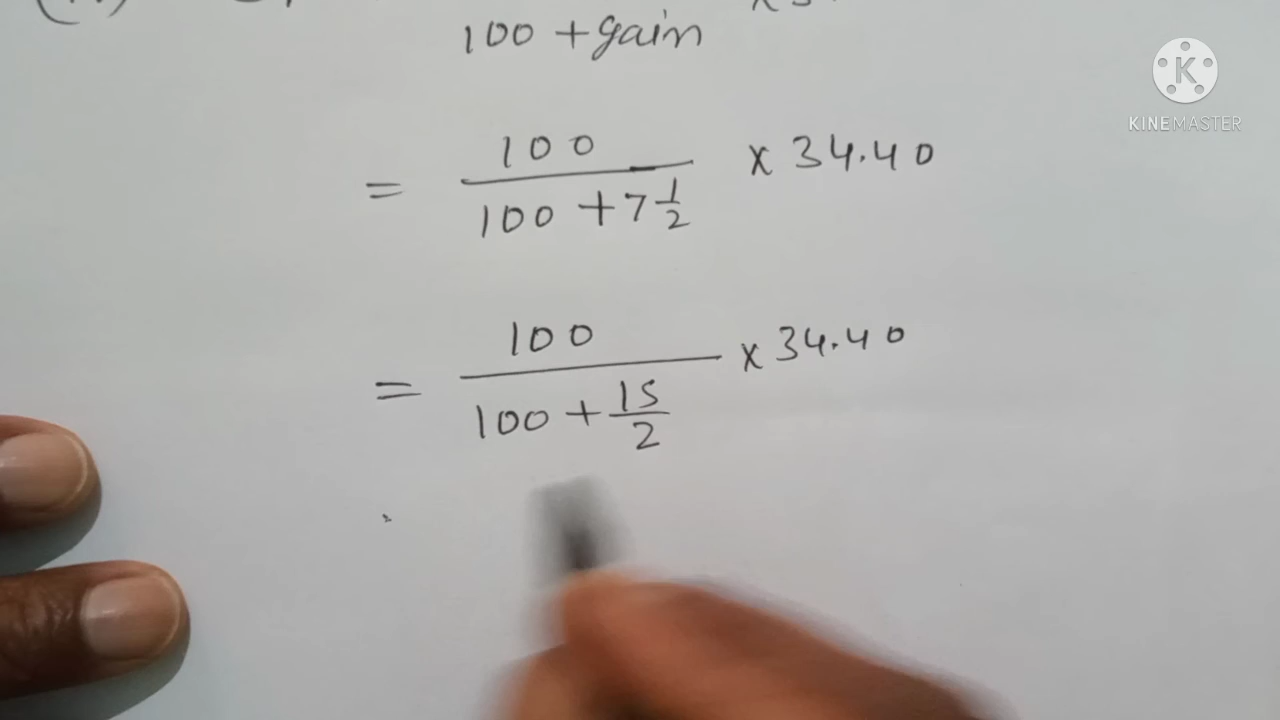 100 + gain
= 100 / 100 + 7 1/2 x 34.40
= 100 / 100 + 15/2 x 34.40
K
KINEMASTER